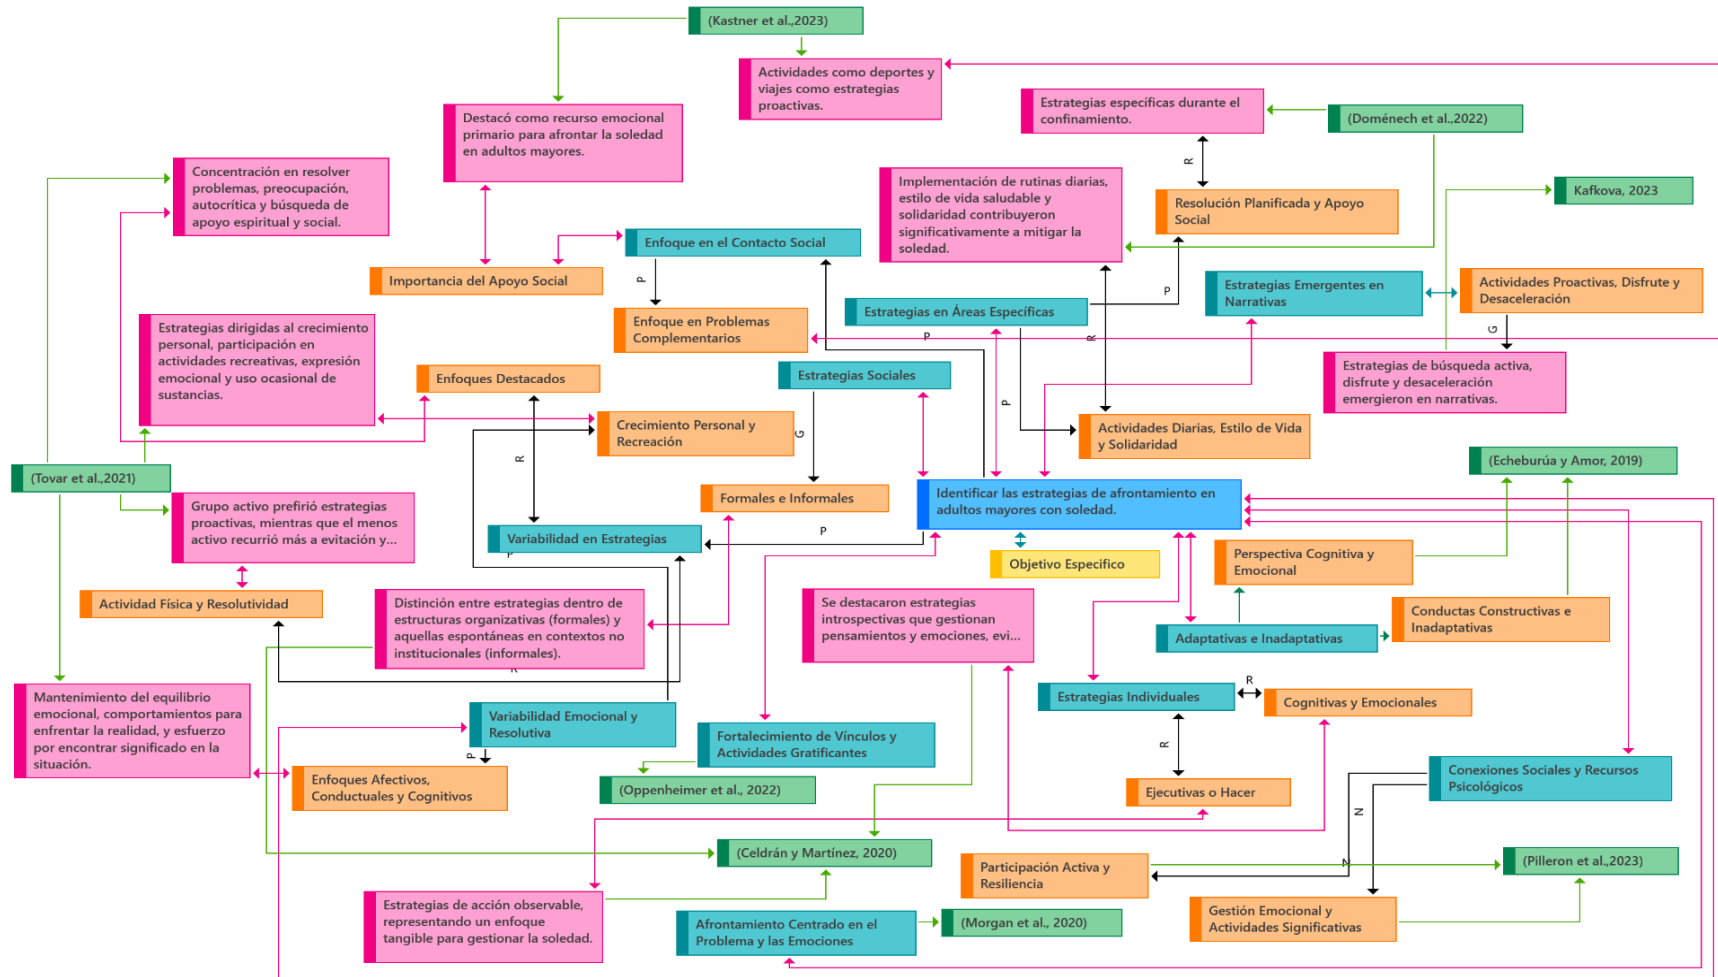 (Kastner et al.,2023)
Actividades como deportes y
viajes como estrategias
proactivas.
Estrategias específicas durante el
confinamiento.
(Doménech et al.,2022)
Destacó como recurso emocional
primario para afrontar la soledad
en adultos mayores.
R
Concentración en resolver
problemas, preocupación,
autocrítica y búsqueda de
apoyo espiritual y social.
Implementación de rutinas diarias,
estilo de vida saludable y
solidaridad contribuyeron
significativamente a mitigar la
soledad.
Kafkova, 2023
Resolución Planificada y Apoyo
Social
Enfoque en el Contacto Social
Importancia del Apoyo Social
P
P
Estrategias Emergentes en
Narrativas
Actividades Proactivas, Disfrute y
Desaceleración
Estrategias en Áreas Específicas
Enfoque en Problemas
Complementarios
P
R
G
Estrategias dirigidas al crecimiento
personal, participación en
actividades recreativas, expresión
emocional y uso ocasional de
sustancias.
Enfoques Destacados
Estrategias Sociales
Estrategias de búsqueda activa,
disfrute y desaceleración
emergieron en narrativas.
P
Crecimiento Personal y
Recreación
G
Actividades Diarias, Estilo de Vida
y Solidaridad
R
(Tovar et al.,2021)
(Echeburúa y Amor, 2019)
Grupo activo prefirió estrategias
proactivas, mientras que el menos
activo recurrió más a evitación y...
Formales e Informales
Identificar las estrategias de afrontamiento en
adultos mayores con soledad.
Variabilidad en Estrategias
P
P
Objetivo Especifico
Perspectiva Cognitiva y
Emocional
Actividad Física y Resolutividad
Distinción entre estrategias dentro de
estructuras organizativas (formales) y
aquellas espontáneas en contextos no
institucionales (informales).
R
Se destacaron estrategias
introspectivas que gestionan
pensamientos y emociones, evi...
Adaptativas e Inadaptativas
Conductas Constructivas e
Inadaptativas
Mantenimiento del equilibrio
emocional, comportamientos para
enfrentar la realidad, y esfuerzo
por encontrar significado en la
situación.
Variabilidad Emocional y
Resolutiva
P
Estrategias Individuales
R
Cognitivas y Emocionales
Fortalecimiento de Vínculos y
Actividades Gratificantes
R
Enfoques Afectivos,
Conductuales y Cognitivos
(Oppenheimer et al., 2022)
Ejecutivas o Hacer
Conexiones Sociales y Recursos
Psicológicos
N
N
(Celdrán y Martínez, 2020)
Participación Activa y
Resiliencia
(Pilleron et al.,2023)
Estrategias de acción observable,
representando un enfoque
tangible para gestionar la soledad.
Afrontamiento Centrado en el
Problema y las Emociones
(Morgan et al., 2020)
Gestión Emocional y
Actividades Significativas